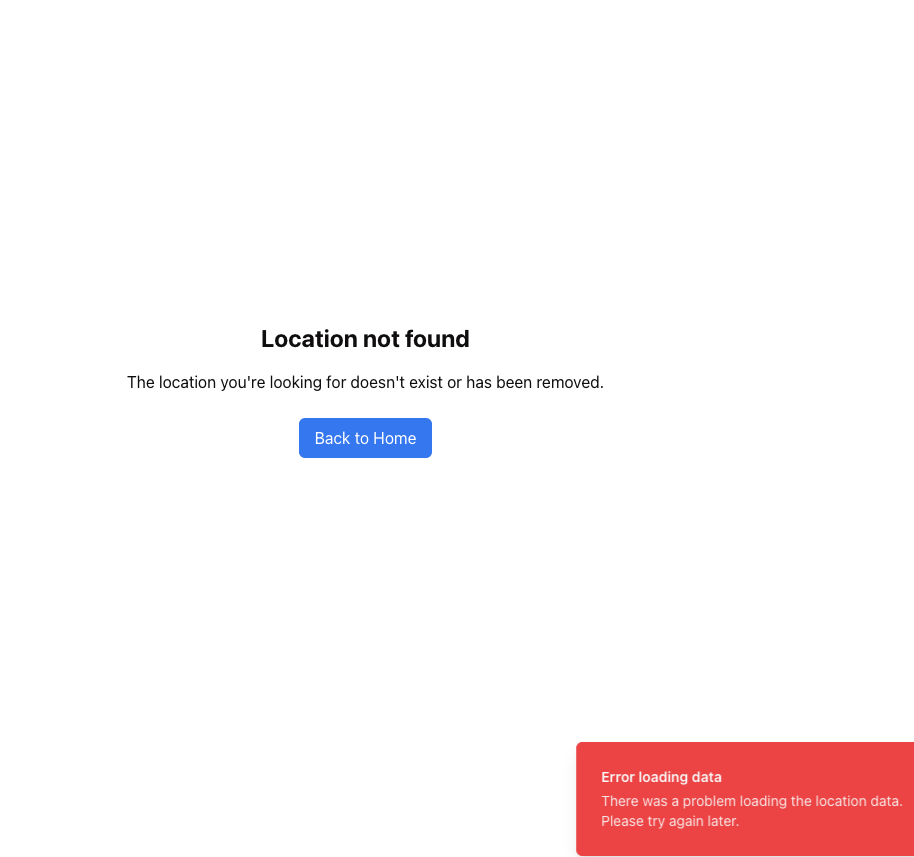 Location not found
The location you're looking for doesn't exist or has been removed.
Back to Home
Error loading data
There was a problem loading the location data.
Please try again later.